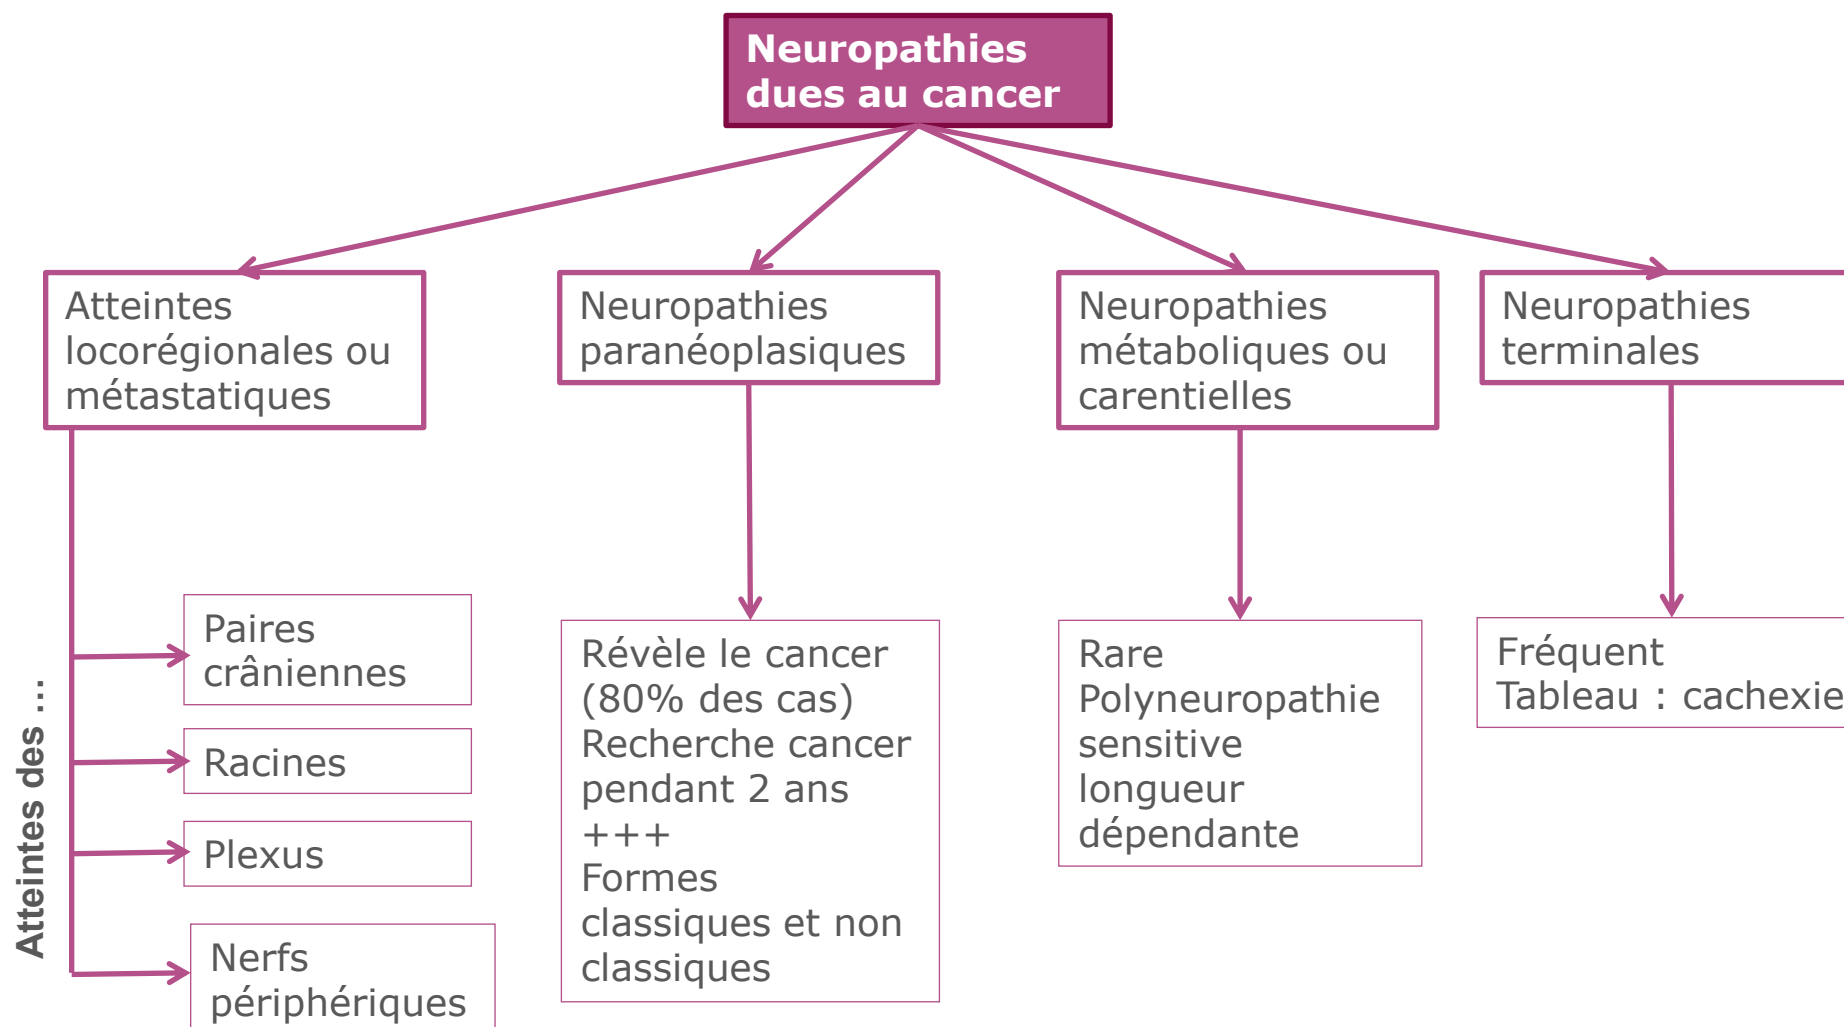 Neuropathies
dues au cancer
Atteintes
locorégionales ou
métastatiques
Neuropathies
paranéoplasiques
Neuropathies
métaboliques ou
carentielles
Neuropathies
terminales
Atteintes des ...
Paires
crâniennes
Racines
Plexus
Nerfs
périphériques
Révèle le cancer
(80% des cas)
Recherche cancer
pendant 2 ans
+++
Formes
classiques et non
classiques
Rare
Polyneuropathie
sensitive
longueur
dépendante
Fréquent
Tableau : cachexie